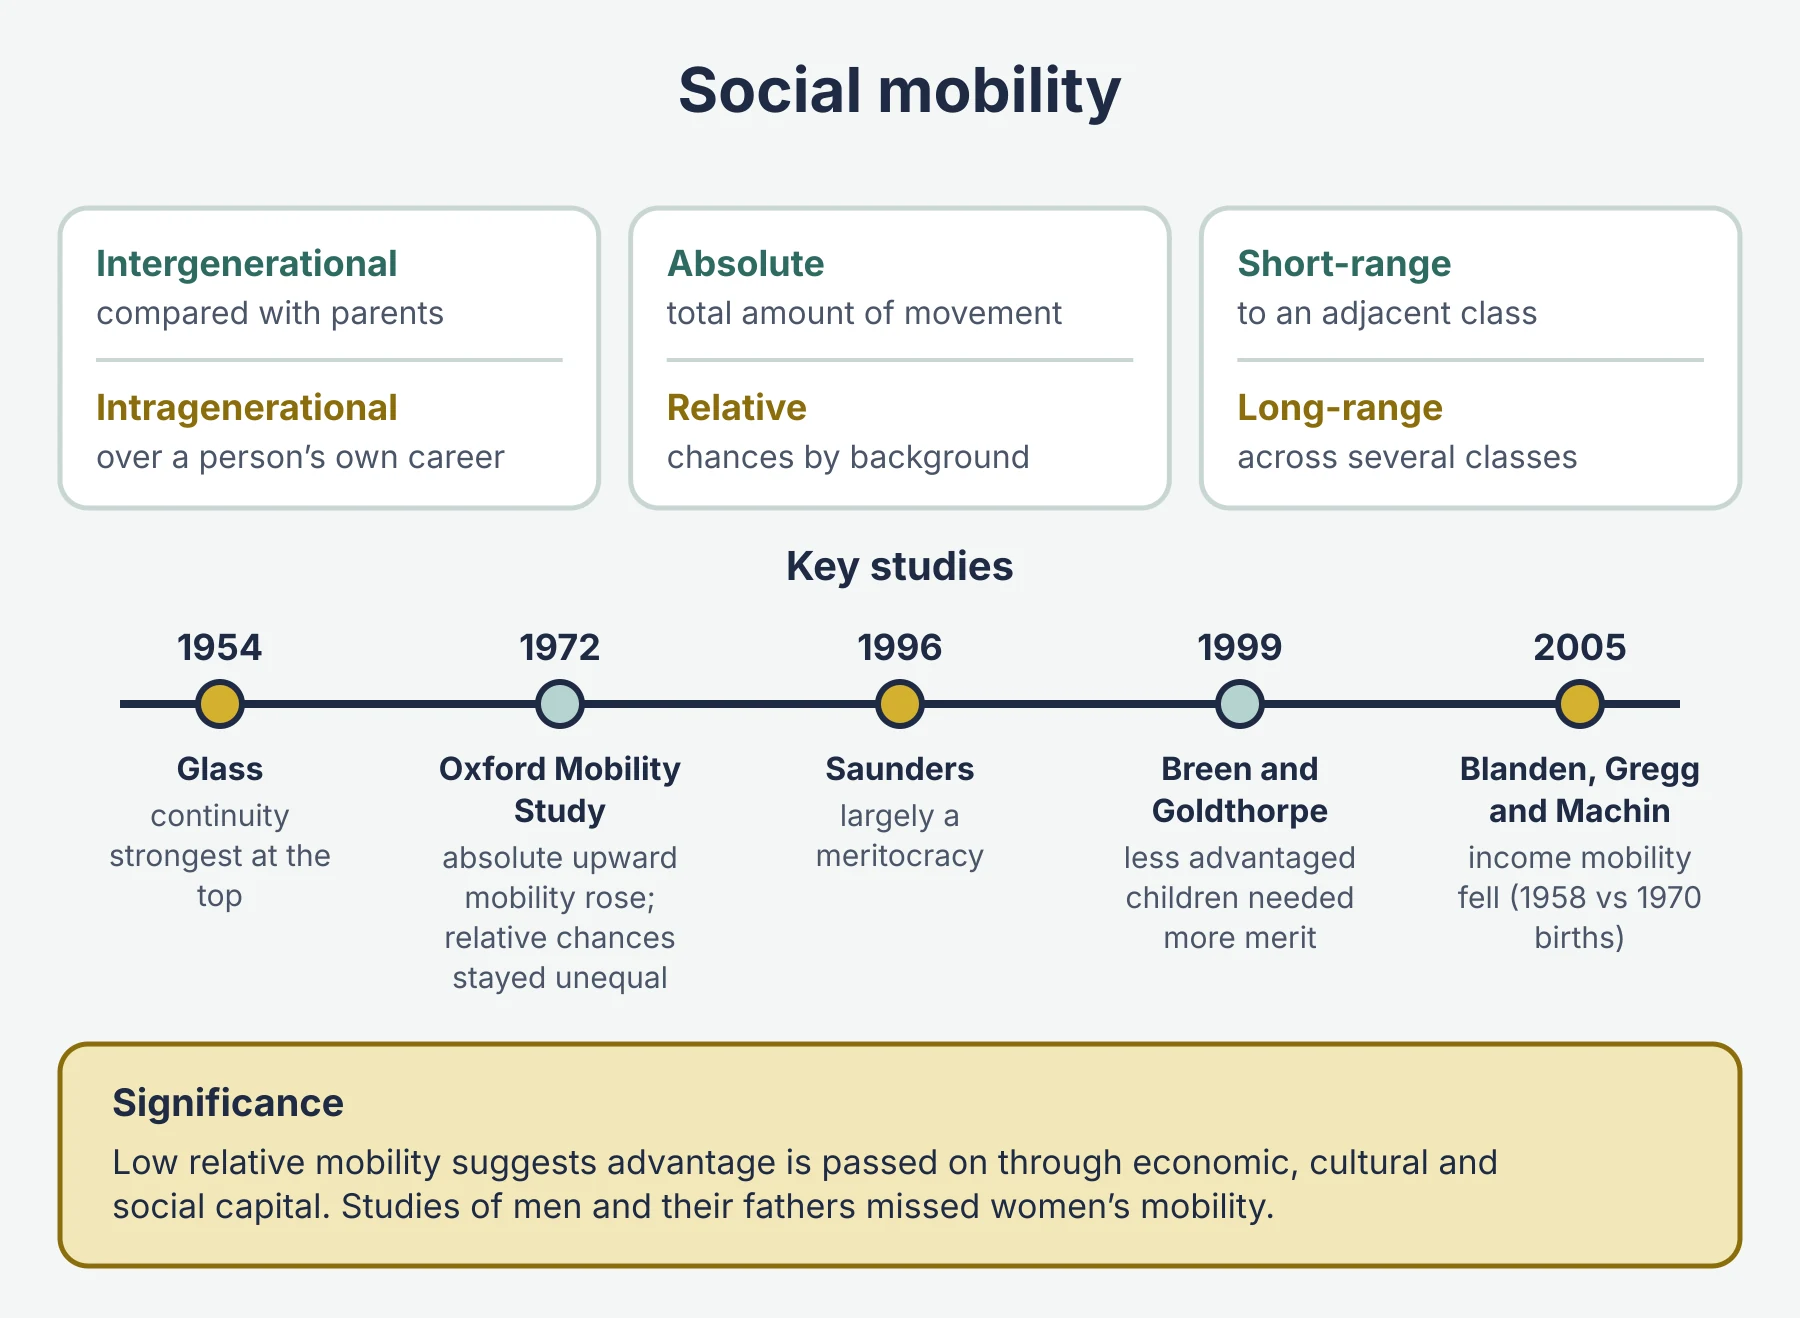 Social mobility
Intergenerational
compared with parents
Intragenerational
over a person’s own career
Absolute
total amount of movement
Relative
chances by background
Short-range
to an adjacent class
Long-range
across several classes
Key studies
1954
Glass
continuity
strongest at the
top
1972
Oxford Mobility
Study
absolute upward
mobility rose;
relative chances
stayed unequal
1996
Saunders
largely a
meritocracy
1999
Breen and
Goldthorpe
less advantaged
children needed
more merit
2005
Blanden, Gregg
and Machin
income mobility
fell (1958 vs 1970
births)
Significance
Low relative mobility suggests advantage is passed on through economic, cultural and
social capital. Studies of men and their fathers missed women’s mobility.